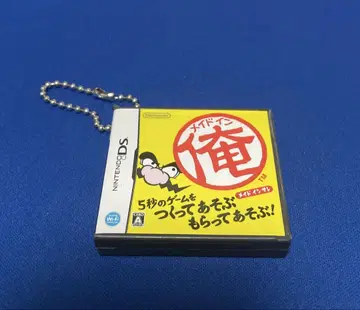 NINTENDO DS
Nintendo
メイド イン
俺
TM
メイド イン オレ
5秒のゲームを
つくってあそぶ
もらってあそぶ!
Wi-Fi
A